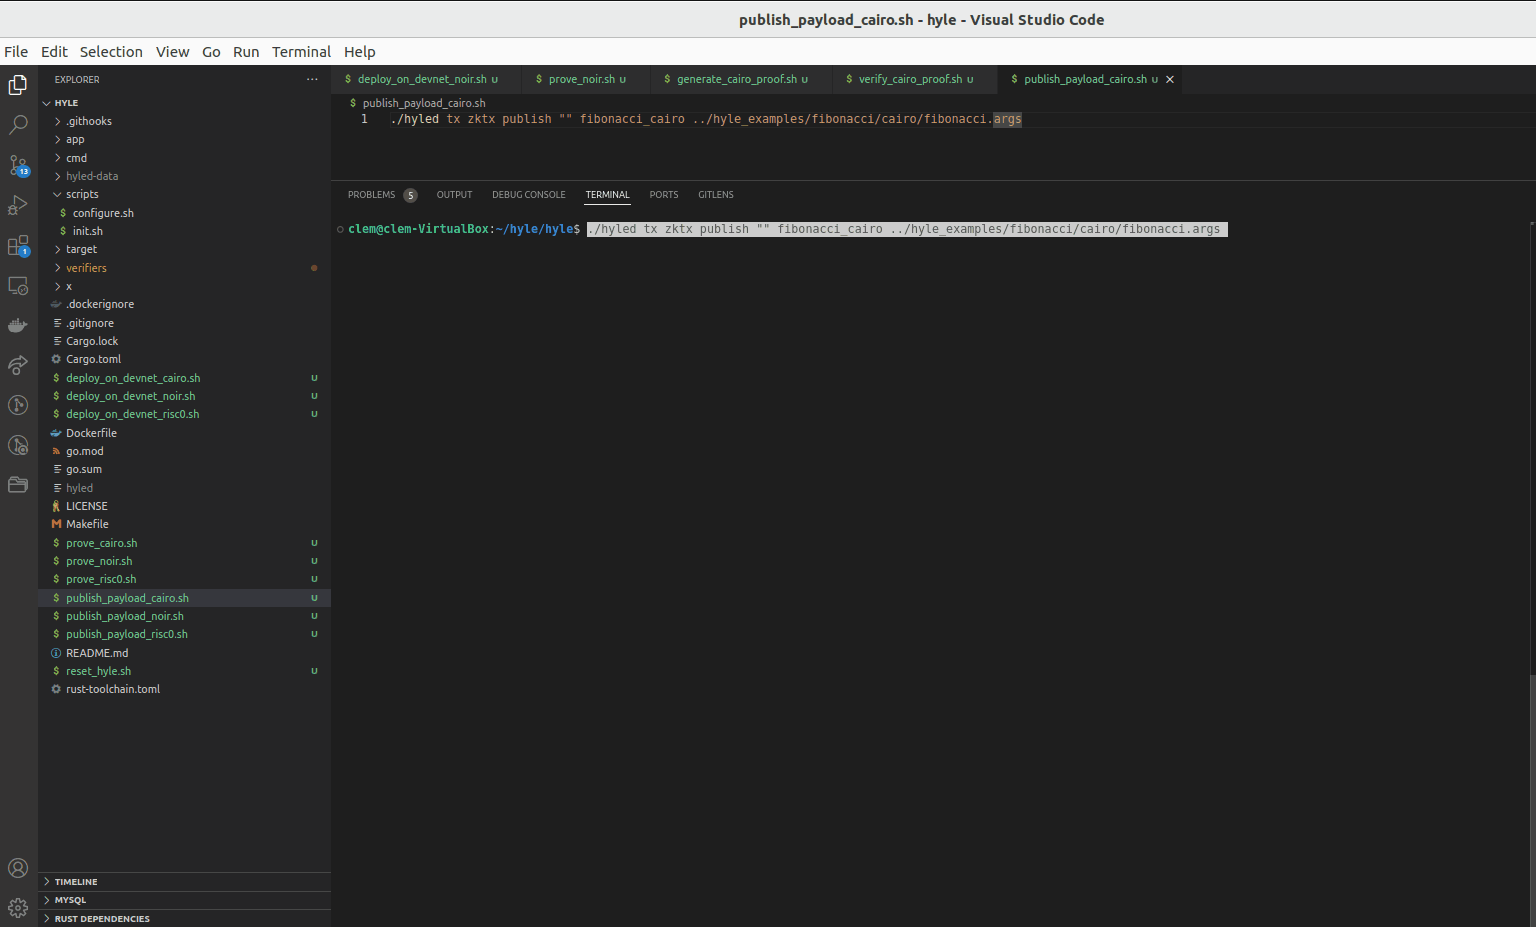 publish_payload_cairo.sh - hyle - Visual Studio Code
File Edit Selection View Go Run Terminal Help
EXPLORER ···
HYLE
.githooks
app
cmd
hyled-data
scripts
$ configure.sh
$ init.sh
target
verifiers
x
.dockerignore
.gitignore
Cargo.lock
Cargo.toml
$ deploy_on_devnet_cairo.sh U
$ deploy_on_devnet_noir.sh U
$ deploy_on_devnet_risc0.sh U
Dockerfile
go.mod
go.sum
hyled
LICENSE
M Makefile
$ prove_cairo.sh U
$ prove_noir.sh U
$ prove_risc0.sh U
$ publish_payload_cairo.sh U
$ publish_payload_noir.sh U
$ publish_payload_risc0.sh U
README.md
$ reset_hyle.sh U
rust-toolchain.toml
TIMELINE
MYSQL
RUST DEPENDENCIES
13
1
$ deploy_on_devnet_noir.sh U $ prove_noir.sh U $ generate_cairo_proof.sh U $ verify_cairo_proof.sh U $ publish_payload_cairo.sh U
$ publish_payload_cairo.sh
1 ./hyled tx zktx publish "" fibonacci_cairo ../hyle_examples/fibonacci/cairo/fibonacci.args
PROBLEMS 5 OUTPUT DEBUG CONSOLE TERMINAL PORTS GITLENS
clem@clem-VirtualBox:~/hyle/hyle$ ./hyled tx zktx publish "" fibonacci_cairo ../hyle_examples/fibonacci/cairo/fibonacci.args